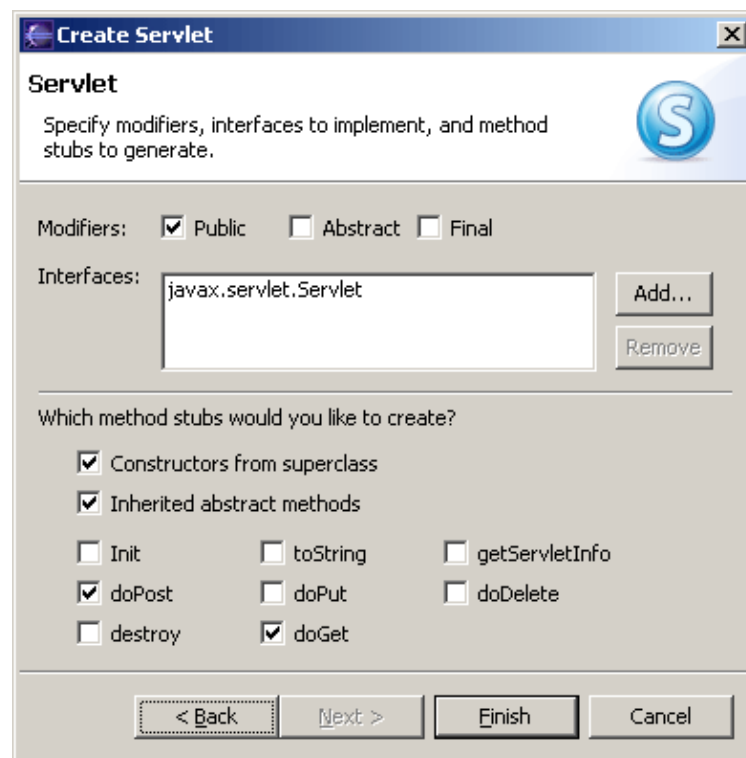 Create Servlet
Servlet
Specify modifiers, interfaces to implement, and method
stubs to generate.
S
Modifiers: Public Abstract Final
Interfaces: javax.servlet.Servlet Add...
Remove
Which method stubs would you like to create?
Constructors from superclass
Inherited abstract methods
Init toString getServletInfo
doPost doPut doDelete
destroy doGet
< Back Next > Finish Cancel